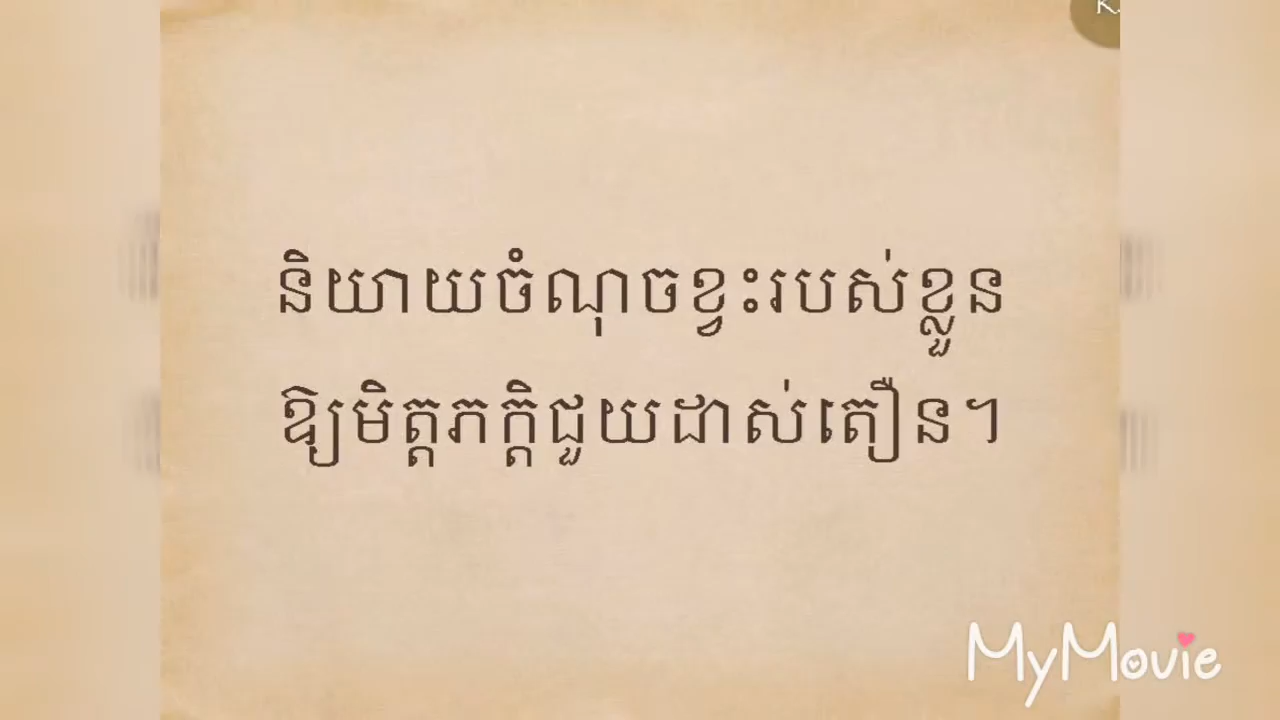 និយាយចំណុចខ្វះរបស់ខ្លួន
ឱ្យមិត្តភក្តិជួយដាស់តឿន។
MyMovie